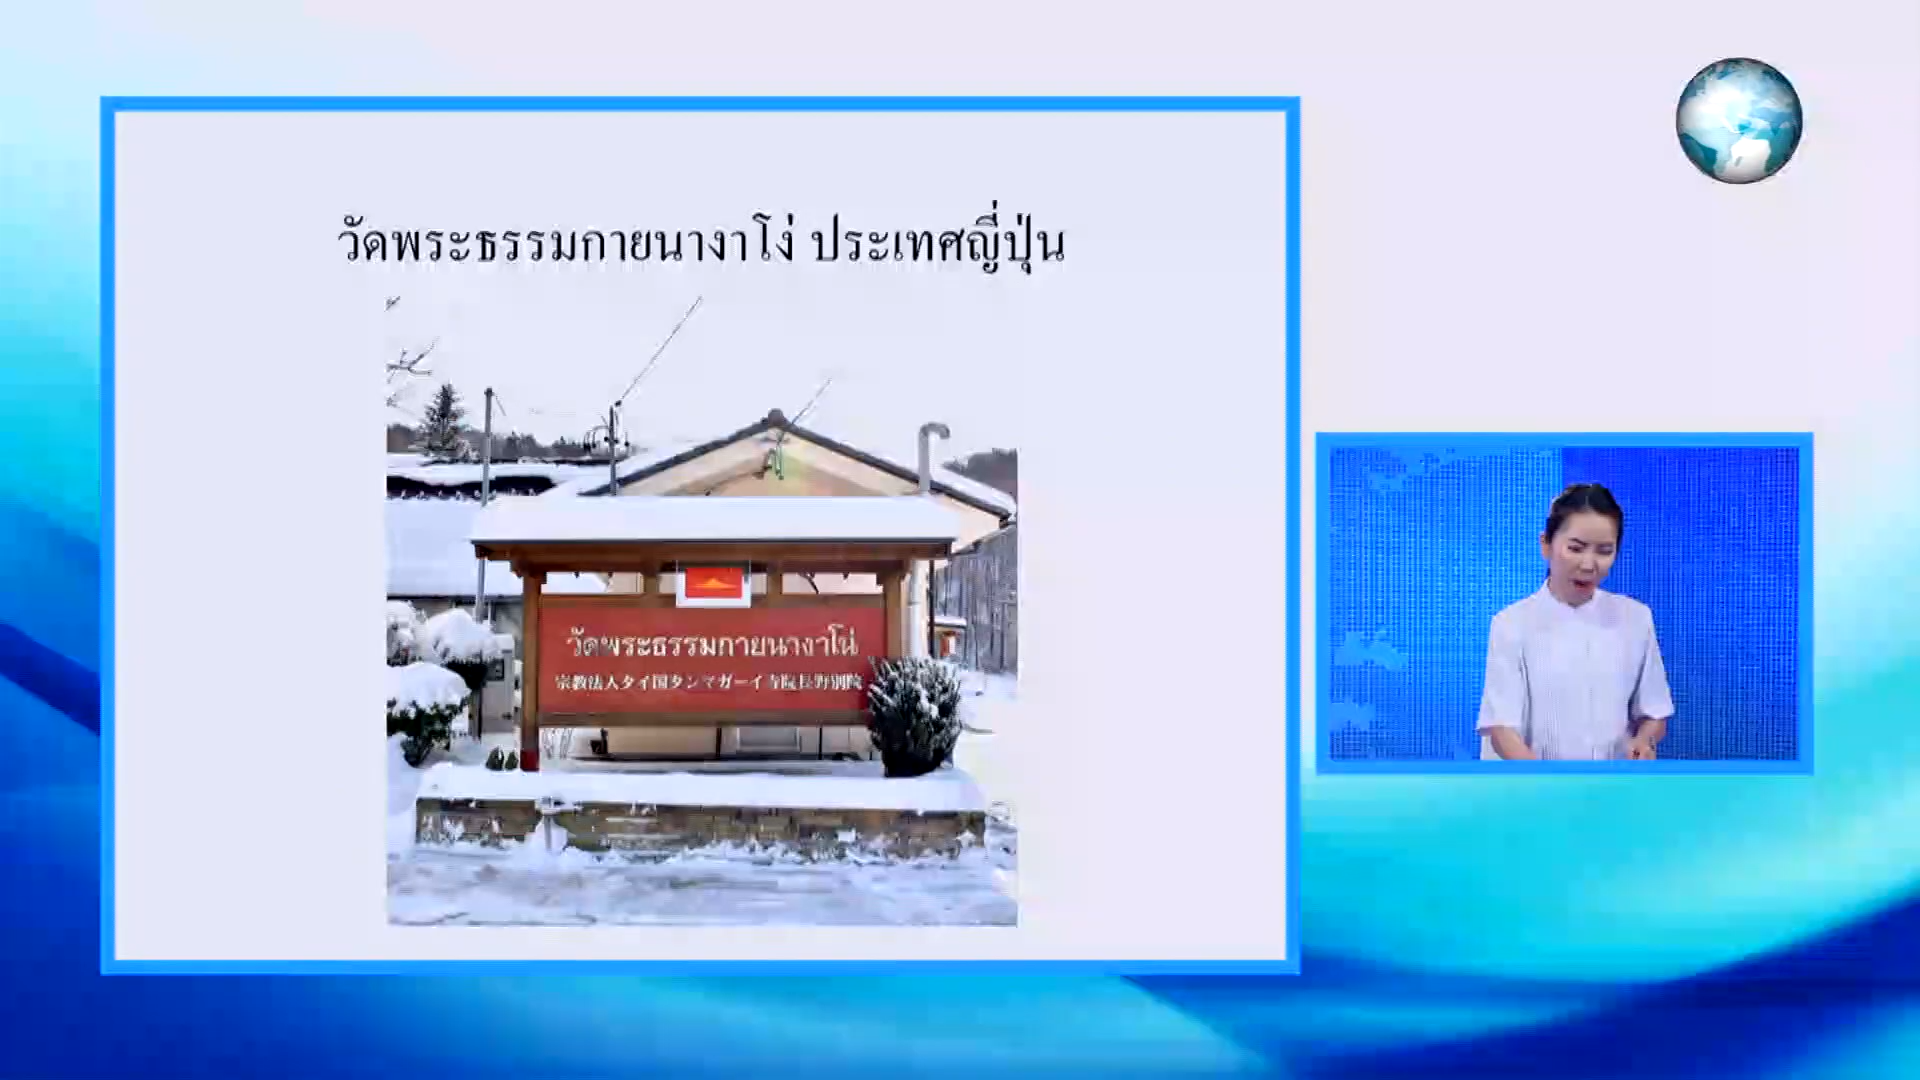 วัดพระธรรมกายนางาโง่ ประเทศญี่ปุ่น
วัดพระธรรมกายนางาโน่
宗教法人タイ国タンマガーイ寺院長野別院